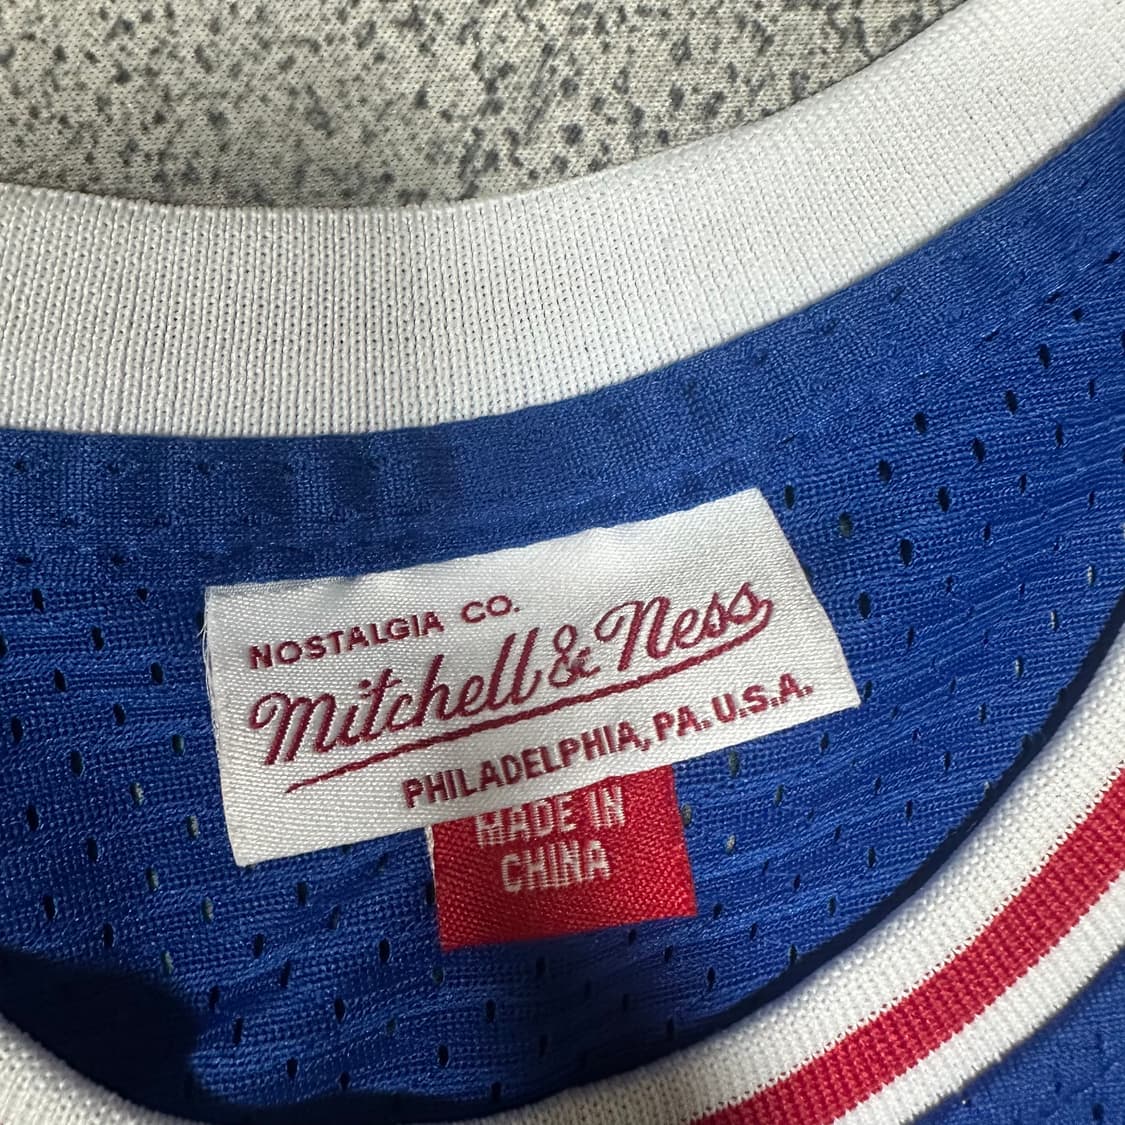 NOSTALGIA CO.
Mitchell & Ness
PHILADELPHIA, PA. U.S.A.
MADE IN
CHINA